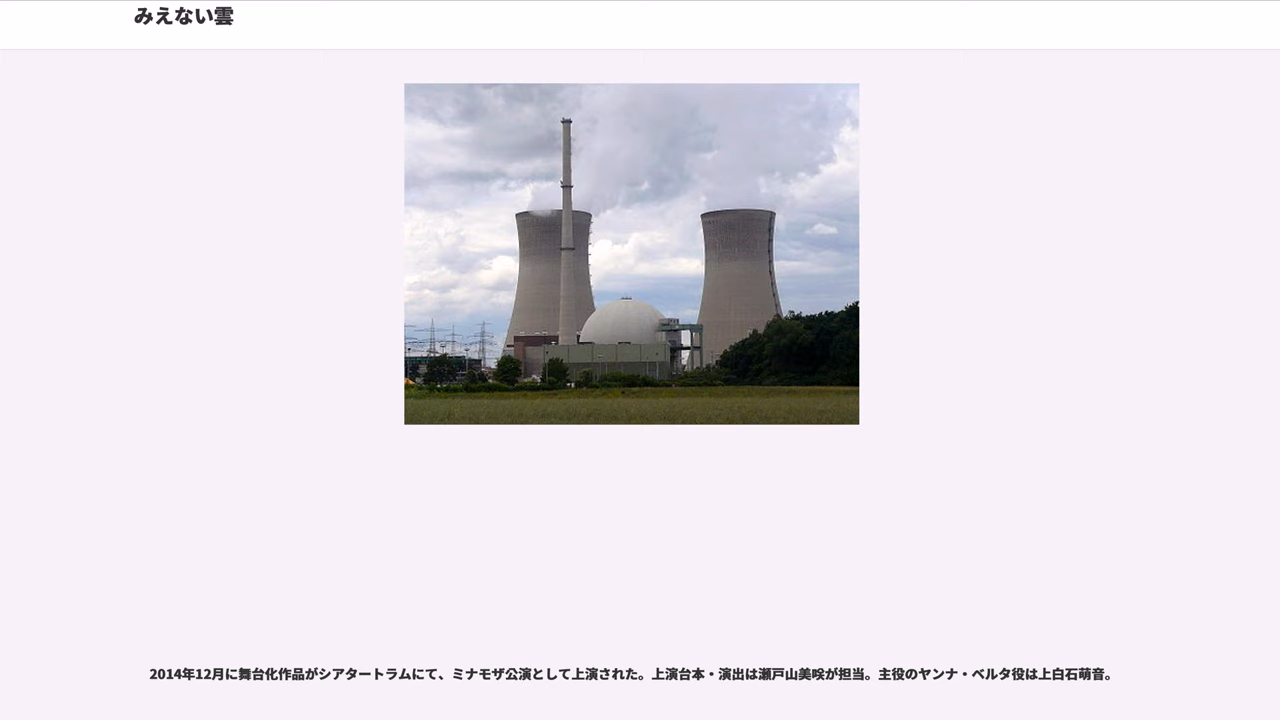 みえない雲
2014年12月に舞台化作品がシアタートラムにて、ミナモザ公演として上演された。上演台本・演出は瀬戸山美咲が担当。主役のヤンナ・ベルタ役は上白石萌音。